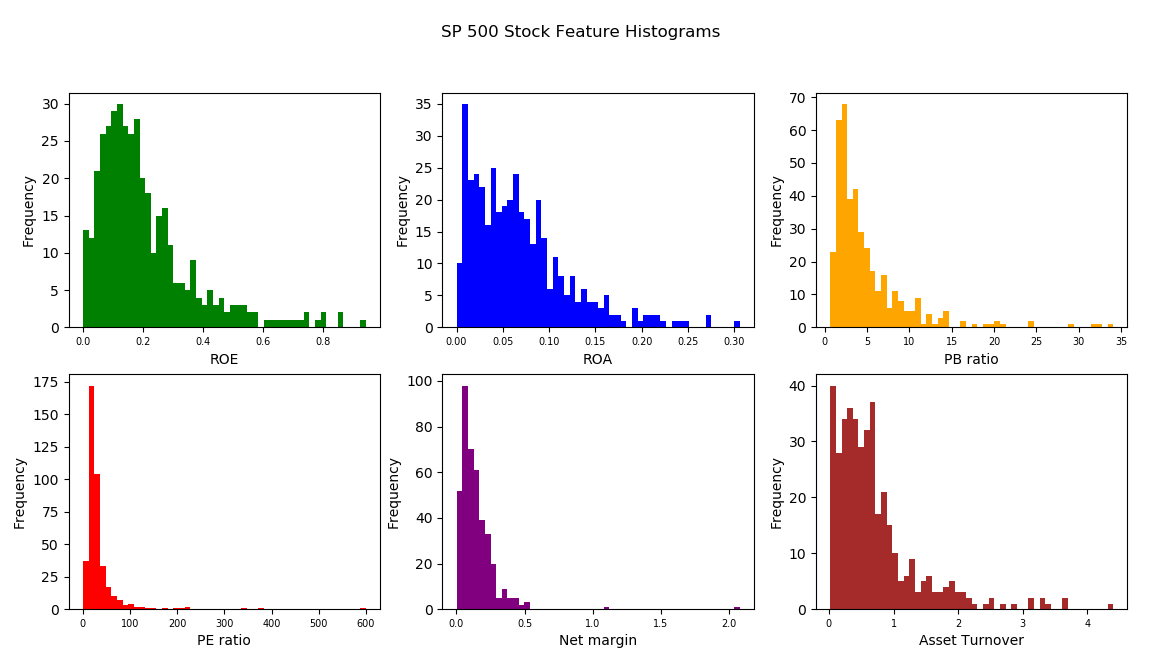 SP 500 Stock Feature Histograms
30
25
20
15
10
5
0
Frequency
0.0 0.2 0.4 0.6 0.8
ROE
35
30
25
20
15
10
5
0
Frequency
0.00 0.05 0.10 0.15 0.20 0.25 0.30
ROA
70
60
50
40
30
20
10
0
Frequency
0 5 10 15 20 25 30 35
PB ratio
175
150
125
100
75
50
25
0
Frequency
0 100 200 300 400 500 600
PE ratio
100
80
60
40
20
0
Frequency
0.0 0.5 1.0 1.5 2.0
Net margin
40
30
20
10
0
Frequency
0 1 2 3 4
Asset Turnover